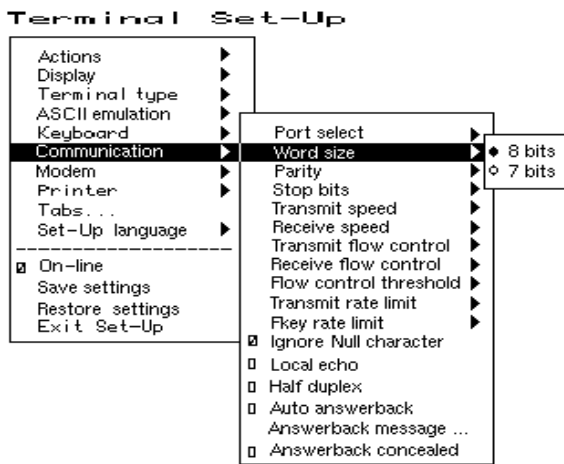 Terminal Set-Up
Actions
Display
Terminal type
ASCII emulation
Keyboard
Communication
Modem
Printer
Tabs...
Set-Up language
On-line
Save settings
Restore settings
Exit Set-Up
Port select
Word size
Parity
Stop bits
Transmit speed
Receive speed
Transmit flow control
Receive flow control
Flow control threshold
Transmit rate limit
Fkey rate limit
Ignore Null character
Local echo
Half duplex
Auto answerback
Answerback message ...
Answerback concealed
8 bits
7 bits